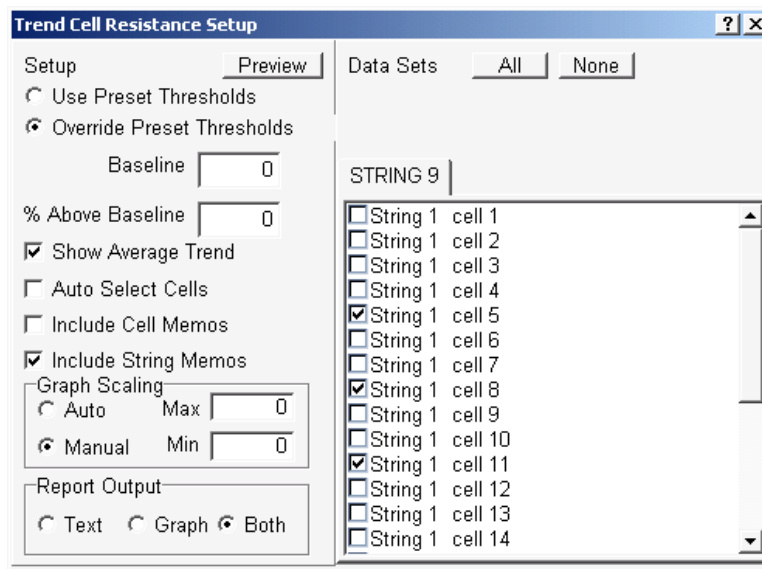 Trend Cell Resistance Setup
Setup
Preview
Use Preset Thresholds
Override Preset Thresholds
Baseline 0
% Above Baseline 0
Show Average Trend
Auto Select Cells
Include Cell Memos
Include String Memos
Graph Scaling
Auto Max 0
Manual Min 0
Report Output
Text Graph Both
Data Sets All None
STRING 9
String 1 cell 1
String 1 cell 2
String 1 cell 3
String 1 cell 4
String 1 cell 5
String 1 cell 6
String 1 cell 7
String 1 cell 8
String 1 cell 9
String 1 cell 10
String 1 cell 11
String 1 cell 12
String 1 cell 13
String 1 cell 14